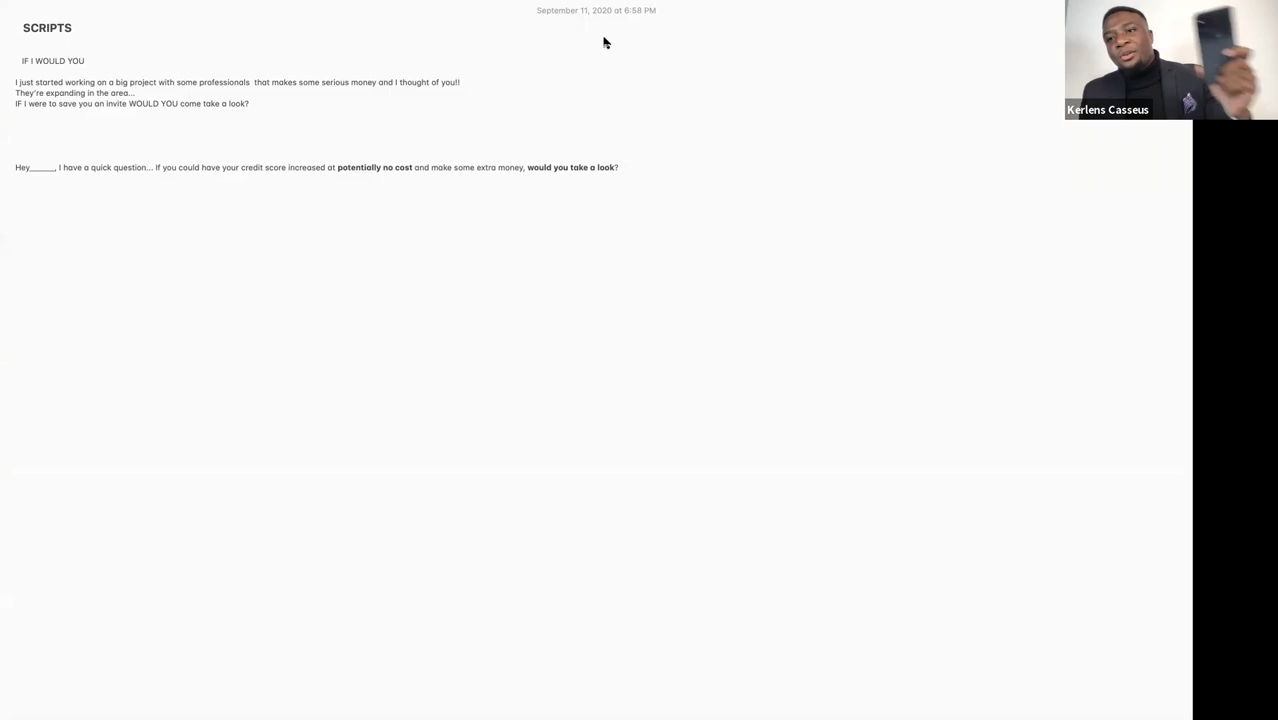 September 11, 2020 at 6:58 PM
SCRIPTS
IF I WOULD YOU
I just started working on a big project with some professionals  that makes some serious money and I thought of you!!
They're expanding in the area...
IF I were to save you an invite WOULD YOU come take a look?
Hey______, I have a quick question... If you could have your credit score increased at potentially no cost and make some extra money, would you take a look?
Kerlens Casseus